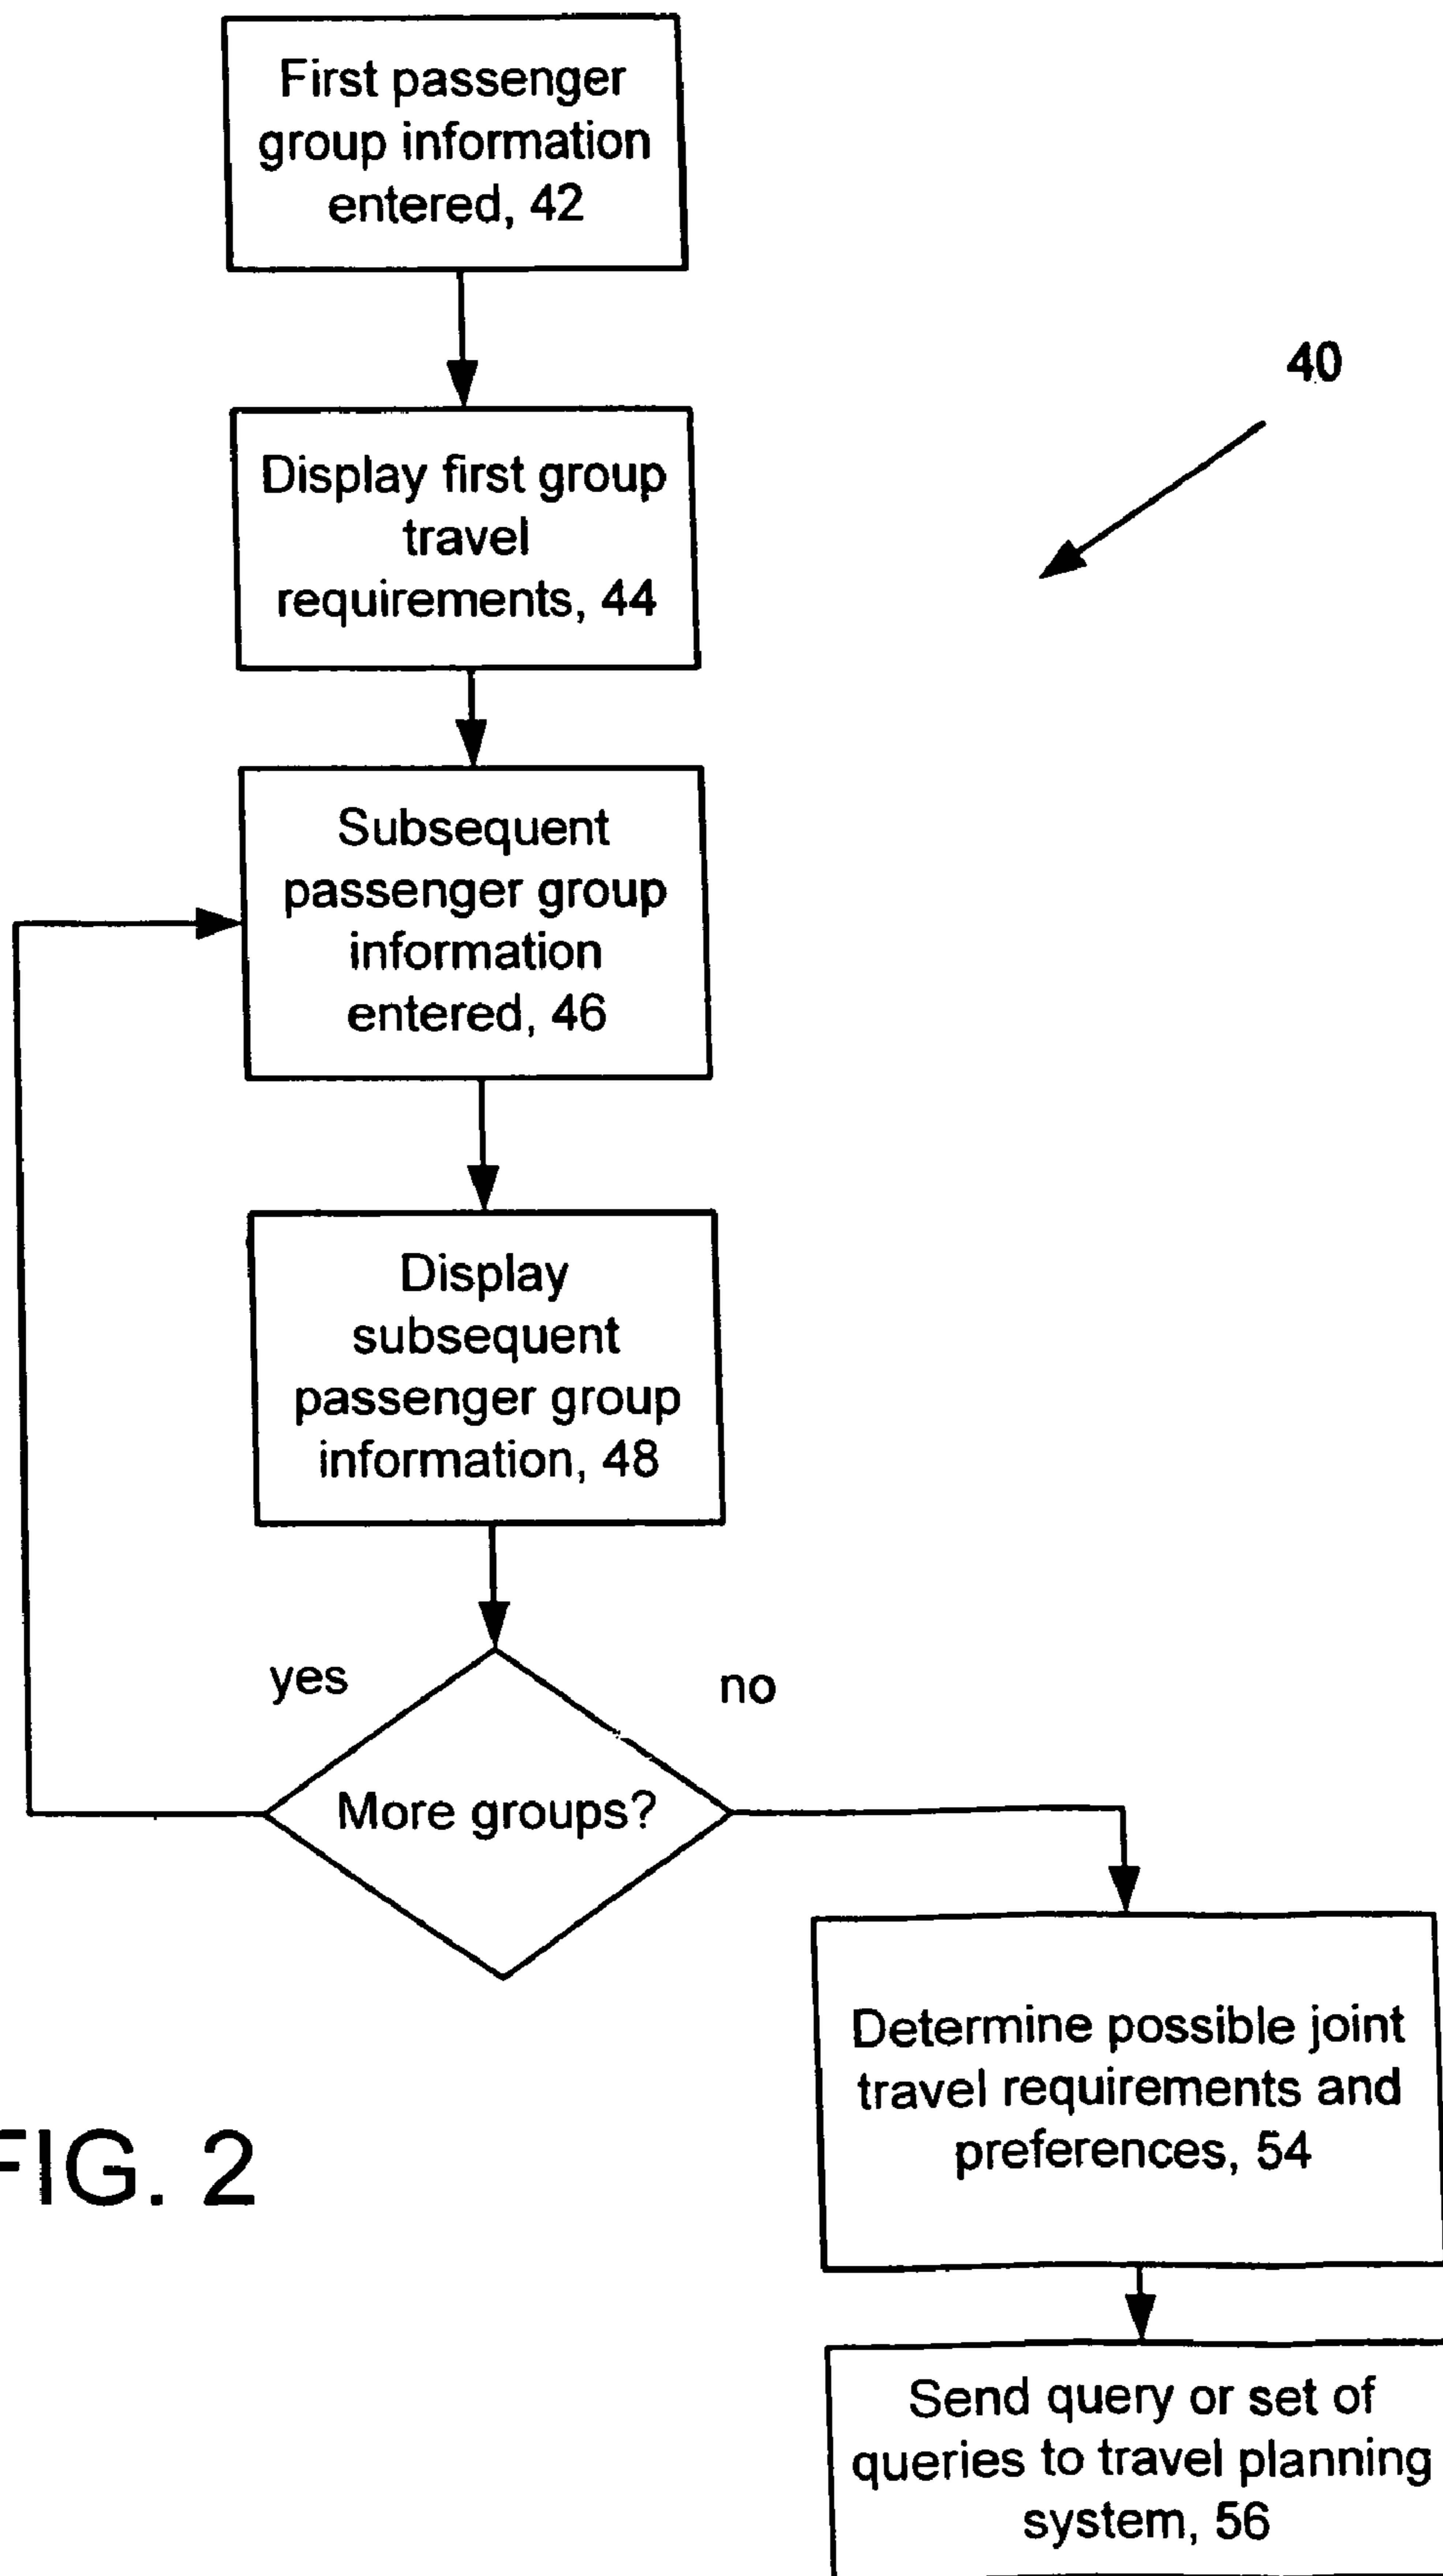 First passenger
group information
entered, 42
40
Display first group
travel
requirements, 44
Subsequent
passenger group
information
entered, 46
Display
subsequent
passenger group
information, 48
yes
no
More groups?
Determine possible joint
travel requirements and
preferences, 54
FIG. 2
Send query or set of
queries to travel planning
system, 56